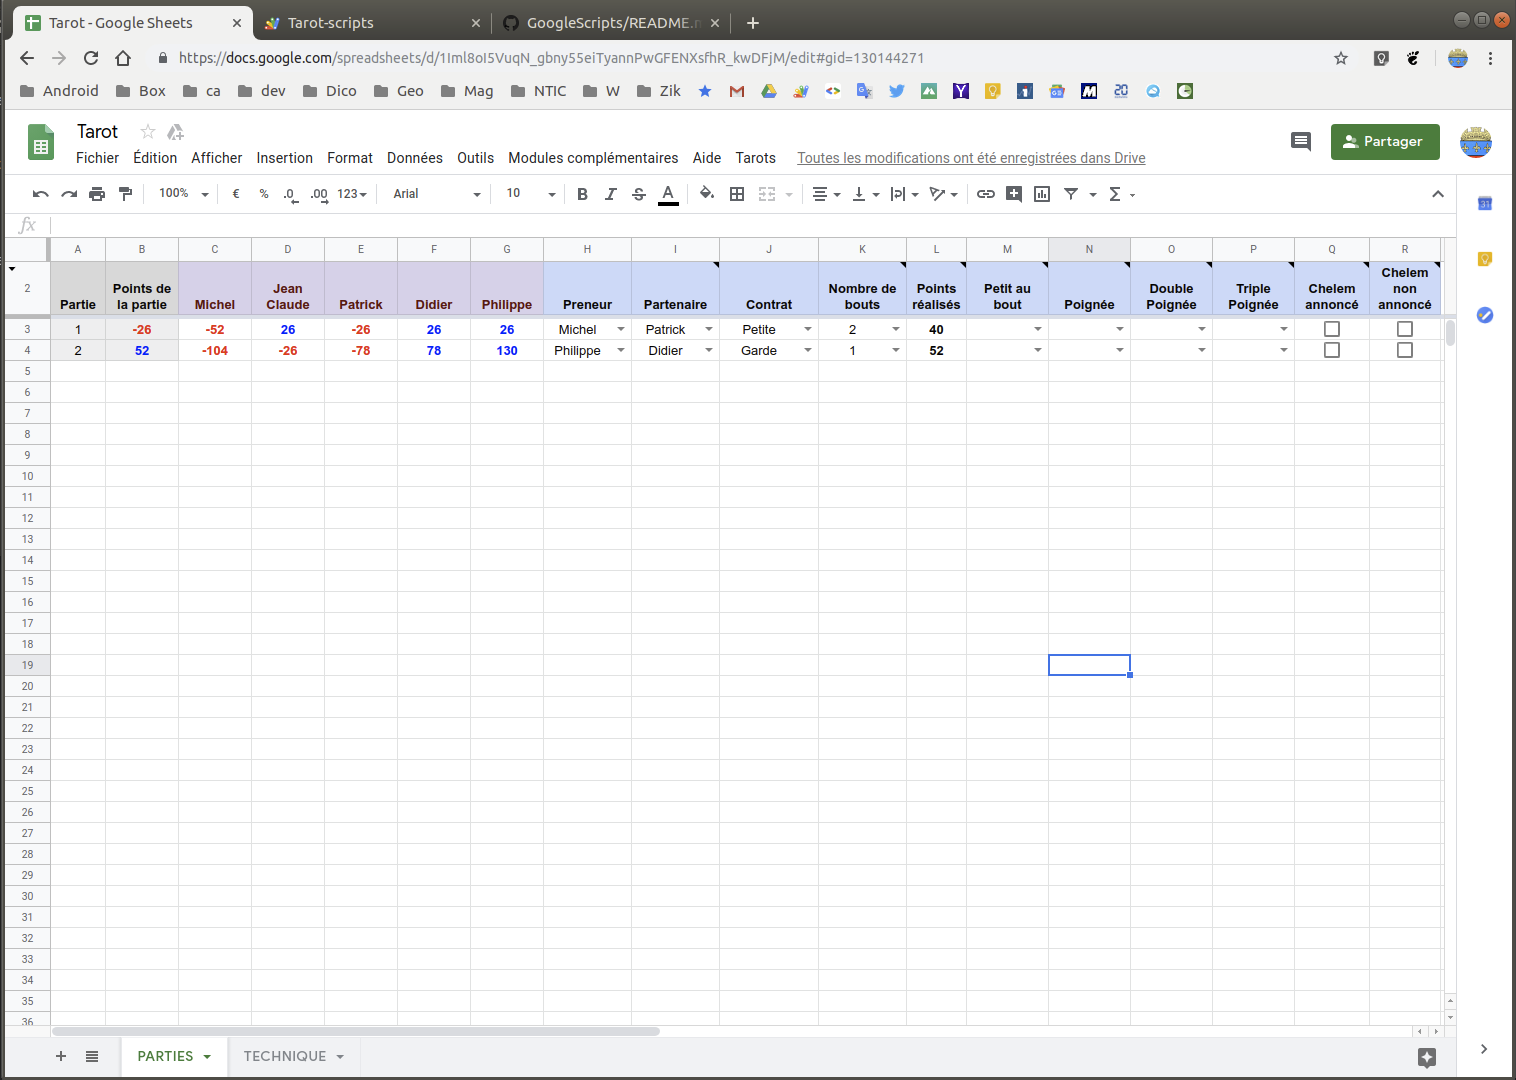 Tarot - Google Sheets
Tarot-scripts
GoogleScripts/README.
https://docs.google.com/spreadsheets/d/1Iml8oI5VuqN_gbny55eiTyannPwGFENXsfhR_kwDFjM/edit#gid=130144271
Android Box ca dev Dico Geo Mag NTIC W Zik
Tarot
Partager
Fichier Édition Afficher Insertion Format Données Outils Modules complémentaires Aide Tarots Toutes les modifications ont été enregistrées dans Drive
100% € % .0 .00 123 Arial 10 B I S A Σ
31
fx
A B C D E F G H I J K L M N O P Q R
2 Partie Points de la partie Michel Jean Claude Patrick Didier Philippe Preneur Partenaire Contrat Nombre de bouts Points réalisés Petit au bout Poignée Double Poignée Triple Poignée Chelem annoncé Chelem non annoncé
3 1 -26 -52 26 -26 26 26 Michel Patrick Petite 2 40
4 2 52 -104 -26 -78 78 130 Philippe Didier Garde 1 52
5
6
7
8
9
10
11
12
13
14
15
16
17
18
19
20
21
22
23
24
25
26
27
28
29
30
31
32
33
34
35
36
PARTIES TECHNIQUE